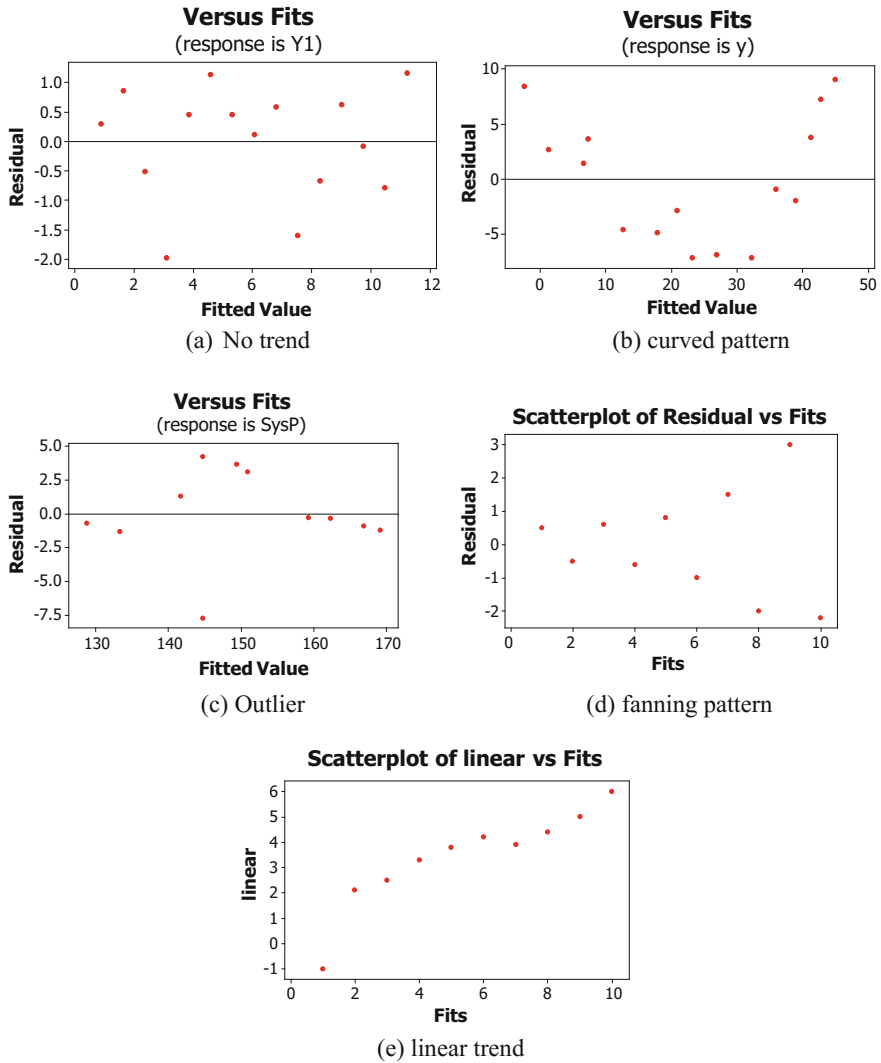 Versus Fits
(response is Y1)
1.0
0.5
0.0
-0.5
-1.0
-1.5
-2.0
Residual
0 2 4 6 8 10 12
Fitted Value
(a) No trend
Versus Fits
(response is y)
10
5
0
-5
Residual
0 10 20 30 40 50
Fitted Value
(b) curved pattern
Versus Fits
(response is SysP)
5.0
2.5
0.0
-2.5
-5.0
-7.5
Residual
130 140 150 160 170
Fitted Value
(c) Outlier
Scatterplot of Residual vs Fits
3
2
1
0
-1
-2
Residual
0 2 4 6 8 10
Fits
(d) fanning pattern
Scatterplot of linear vs Fits
6
5
4
3
2
1
0
-1
linear
0 2 4 6 8 10
Fits
(e) linear trend